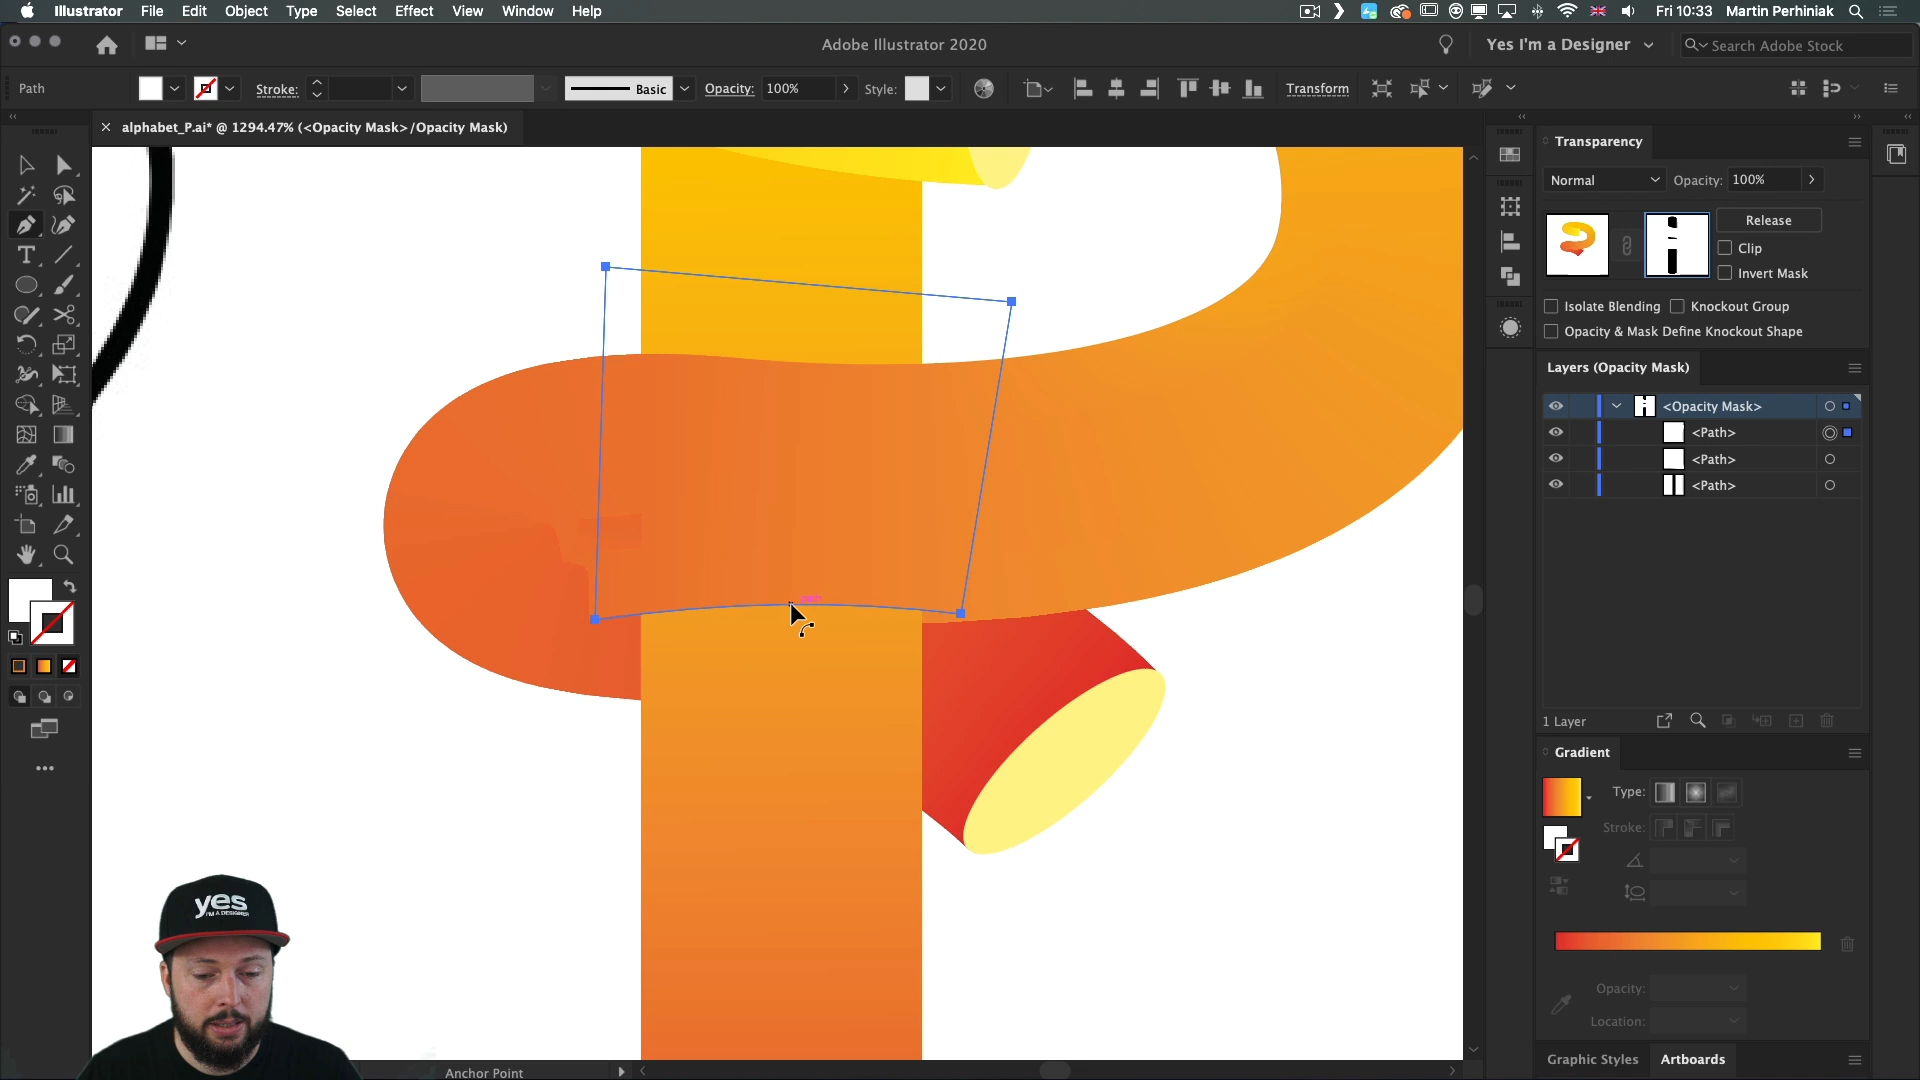 Illustrator File Edit Object Type Select Effect View Window Help
Fri 10:33 Martin Perhiniak
Adobe Illustrator 2020
Yes I'm a Designer
Search Adobe Stock
Path
Stroke:
Basic
Opacity: 100%
Style:
Transform
alphabet_P.ai* @ 1294.47% (<Opacity Mask>/Opacity Mask)
Transparency
Normal
Opacity: 100%
Release
Clip
Invert Mask
Isolate Blending
Knockout Group
Opacity & Mask Define Knockout Shape
Layers (Opacity Mask)
<Opacity Mask>
<Path>
<Path>
<Path>
1 Layer
Gradient
Type:
Stroke:
Opacity:
Location:
Graphic Styles
Artboards
yes
I'M A DESIGNER
Anchor Point